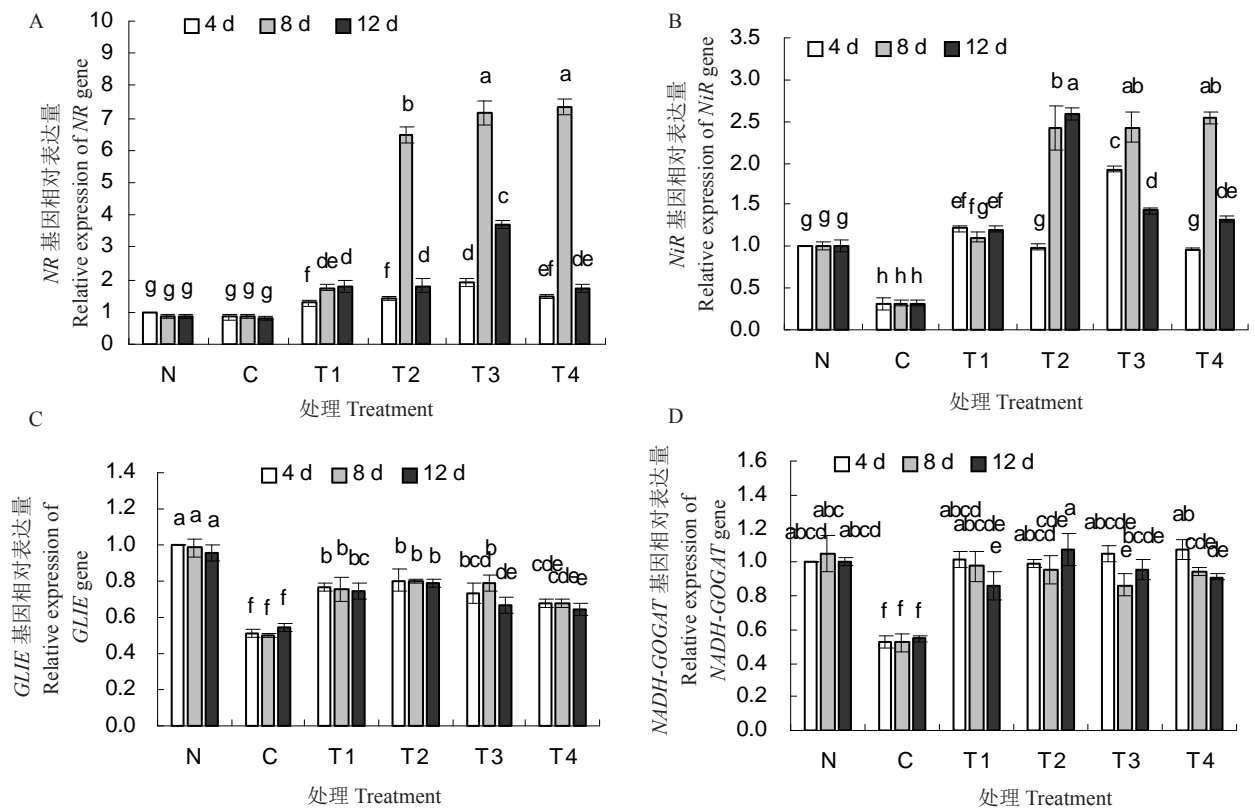 A
NR 基因相对表达量
Relative expression of NR gene
4 d 8 d 12 d
10
9
8
7
6
5
4
3
2
1
0
g g g
g g g
f de d
f b d
a c
ef a de
N C T1 T2 T3 T4
处理 Treatment
B
NiR 基因相对表达量
Relative expression of NiR gene
4 d 8 d 12 d
3.5
3.0
2.5
2.0
1.5
1.0
0.5
0.0
g g g
h h h
ef fg ef
g b a
c ab d
g ab de
N C T1 T2 T3 T4
处理 Treatment
C
GLIE 基因相对表达量
Relative expression of
GLIE gene
4 d 8 d 12 d
1.4
1.2
1.0
0.8
0.6
0.4
0.2
0.0
a a a
f f f
b b bc
b b b
bcd b de
cde cde e
N C T1 T2 T3 T4
处理 Treatment
D
NADH-GOGAT 基因相对表达量
Relative expression of
NADH-GOGAT gene
4 d 8 d 12 d
1.6
1.4
1.2
1.0
0.8
0.6
0.4
0.2
0.0
abcd abc abcd
f f f
abcd abcde e
abcd cde a
abcde e bcde
ab cde de
N C T1 T2 T3 T4
处理 Treatment